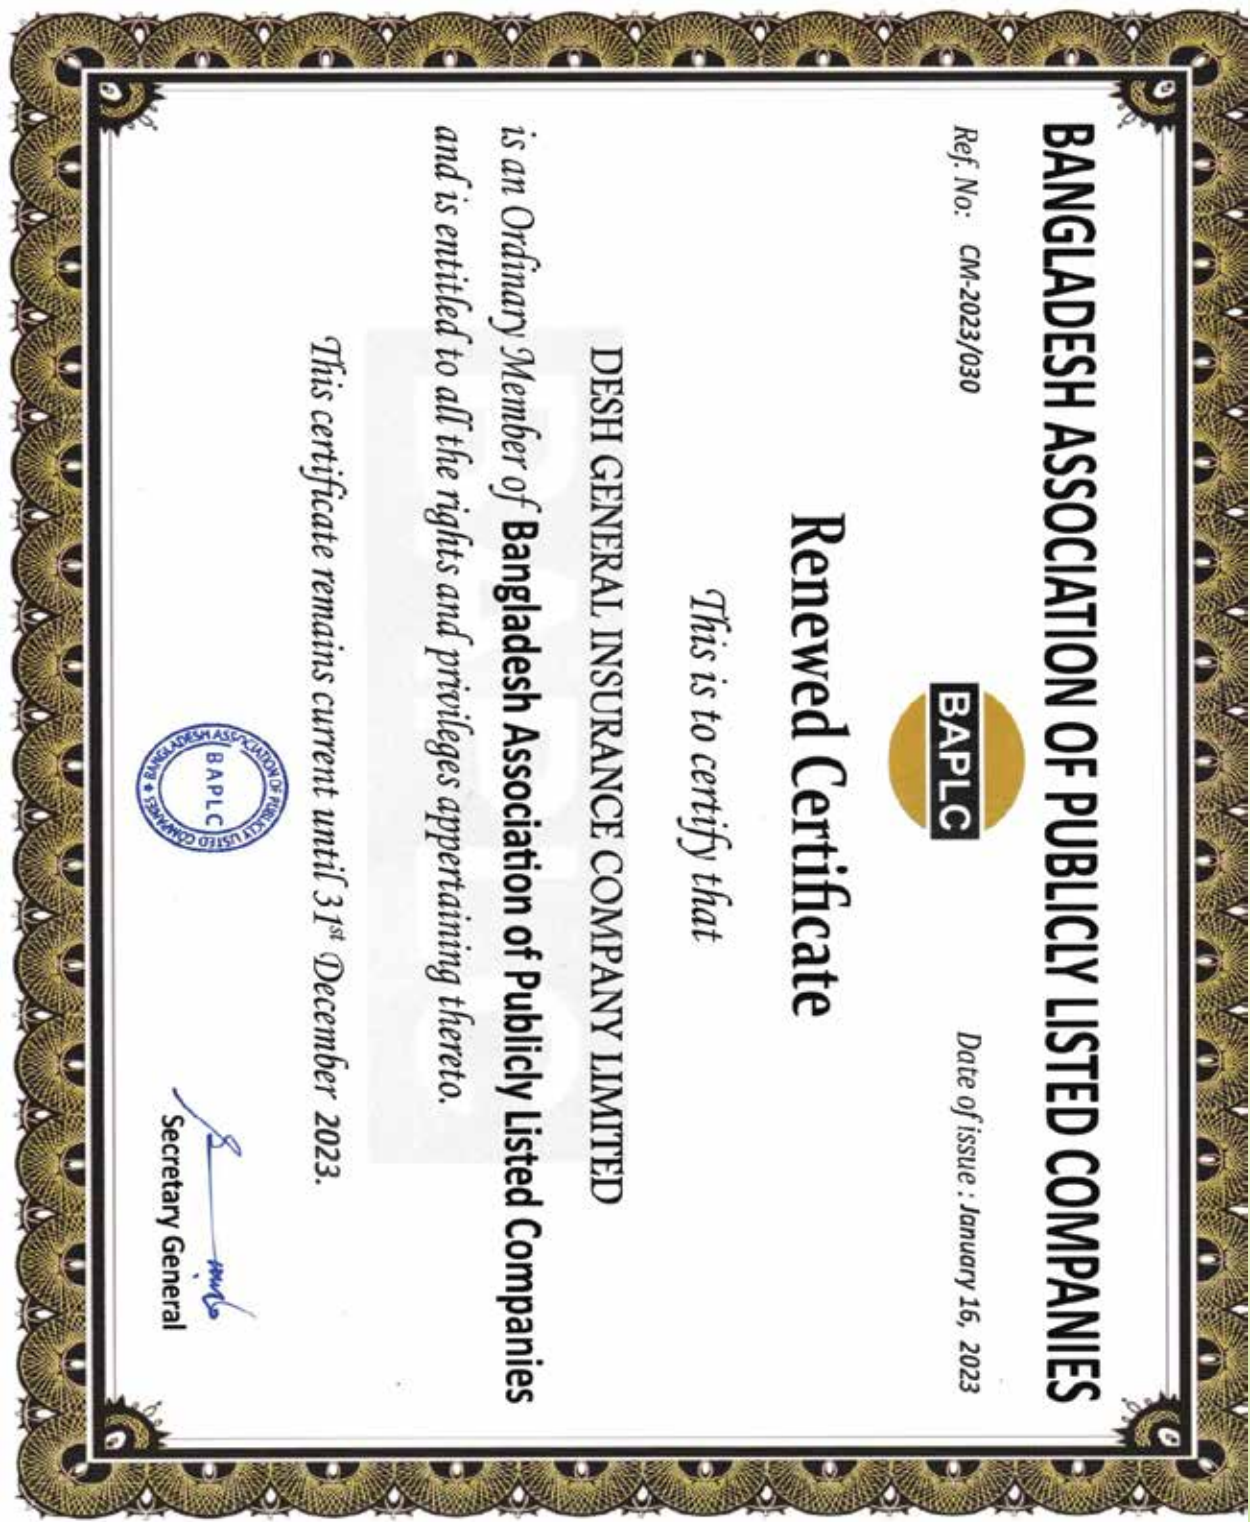 BANGLADESH ASSOCIATION OF PUBLICLY LISTED COMPANIES
Ref. No: CM-2023/030
BAPLC
Date of issue : January 16, 2023
Renewed Certificate
This is to certify that
DESH GENERAL INSURANCE COMPANY LIMITED
is an Ordinary Member of Bangladesh Association of Publicly Listed Companies
and is entitled to all the rights and privileges appertaining thereto.
This certificate remains current until 31st December 2023.
BANGLADESH ASSOCIATION OF PUBLICLY LISTED COMPANIES
BAPLC
Secretary General